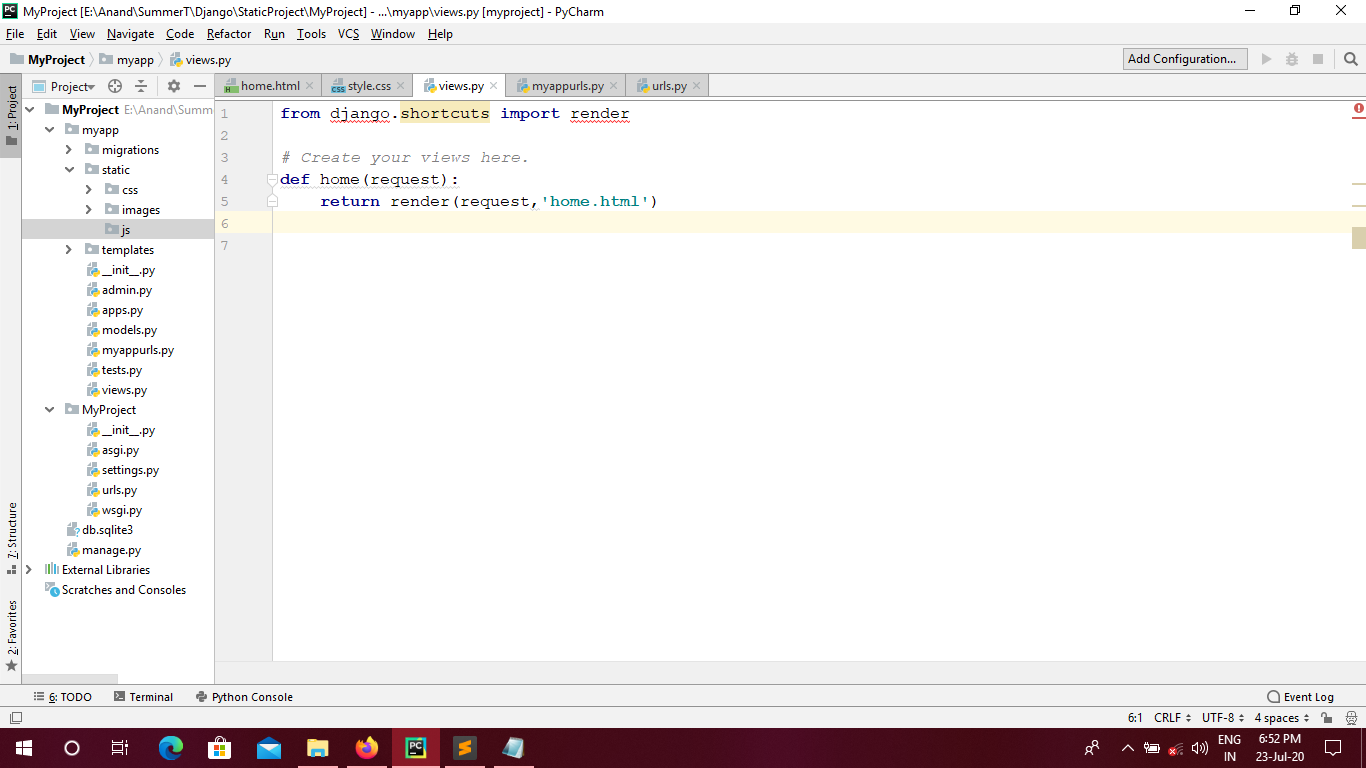 MyProject [E:\Anand\SummerT\Django\StaticProject\MyProject] - ...\myapp\views.py [myproject] - PyCharm
File Edit View Navigate Code Refactor Run Tools VCS Window Help
MyProject myapp views.py Add Configuration...
Project home.html style.css views.py myappurls.py urls.py
1: Project
MyProject E:\Anand\Summ
myapp
migrations
static
css
images
js
templates
__init__.py
admin.py
apps.py
models.py
myappurls.py
tests.py
views.py
MyProject
__init__.py
asgi.py
settings.py
urls.py
wsgi.py
db.sqlite3
manage.py
External Libraries
Scratches and Consoles
7: Structure
2: Favorites
1 from django.shortcuts import render
2
3 # Create your views here.
4 def home(request):
5 return render(request,'home.html')
6
7
6: TODO Terminal Python Console Event Log
6:1 CRLF UTF-8 4 spaces
PC
ENG
IN
6:52 PM
23-Jul-20